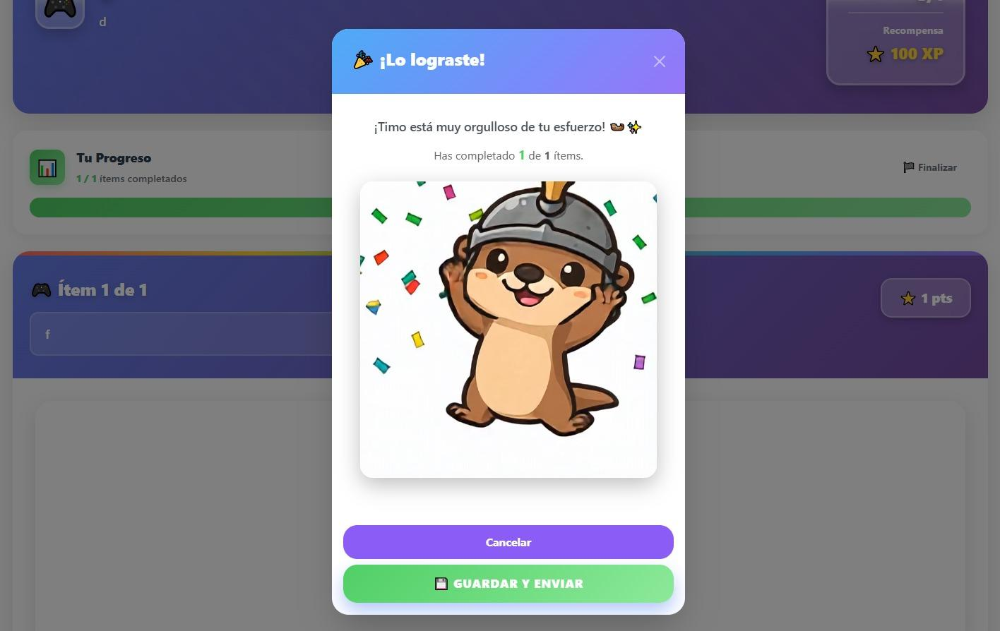 d
Recompensa
⭐ 100 XP
🎉 ¡Lo lograste!
¡Timo está muy orgulloso de tu esfuerzo! 🦦✨
Has completado 1 de 1 ítems.
Tu Progreso
1 / 1 ítems completados
🏁 Finalizar
🎮 Ítem 1 de 1
⭐ 1 pts
f
Cancelar
💾 GUARDAR Y ENVIAR